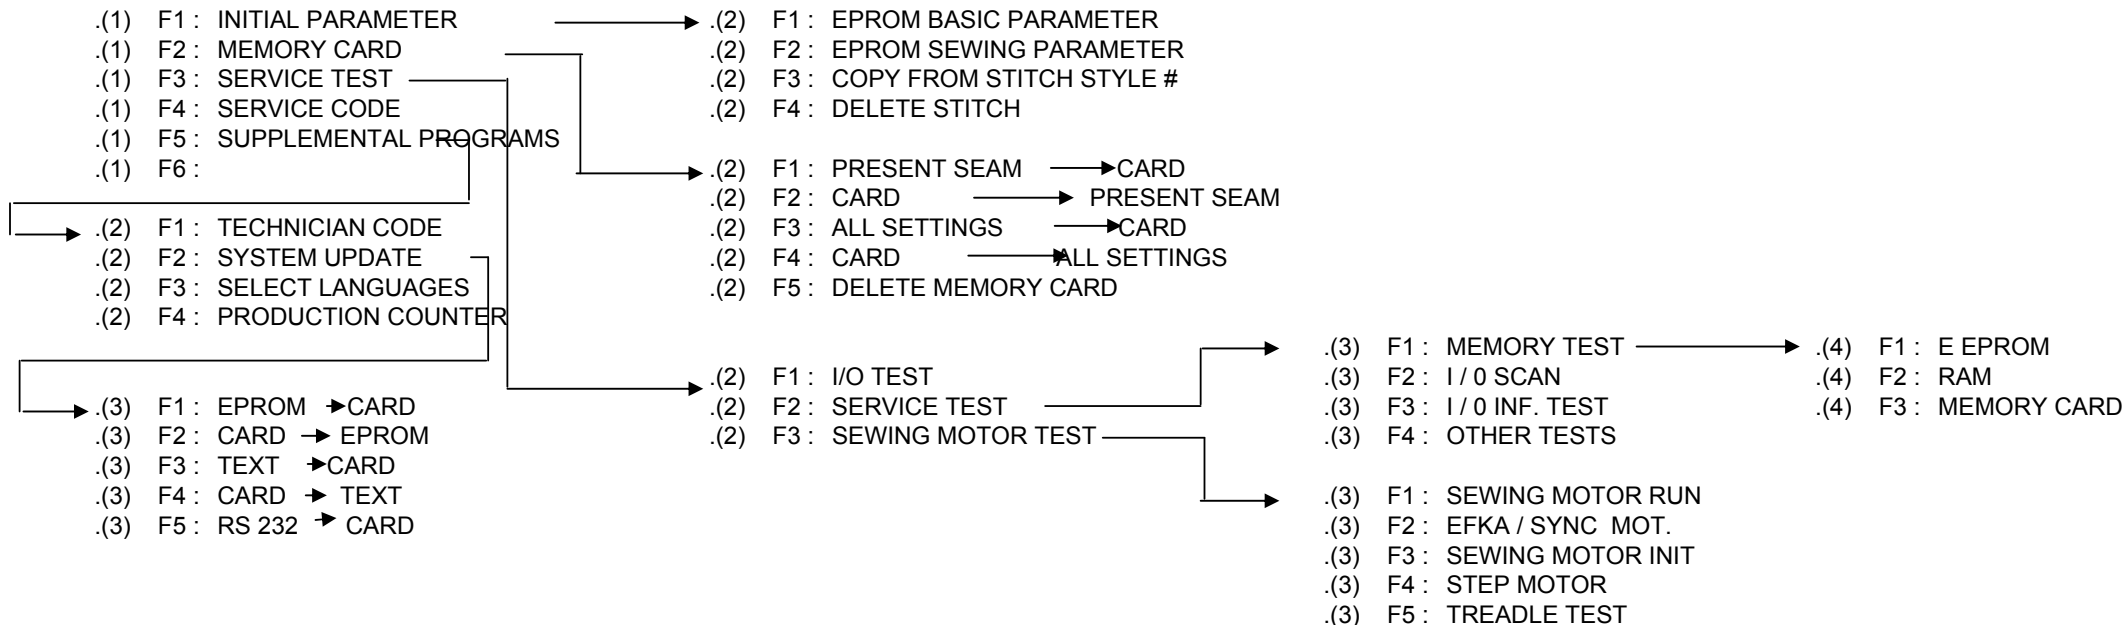 .(1) F1 : INITIAL PARAMETER
.(1) F2 : MEMORY CARD
.(1) F3 : SERVICE TEST
.(1) F4 : SERVICE CODE
.(1) F5 : SUPPLEMENTAL PROGRAMS
.(1) F6 :
.(2) F1 : TECHNICIAN CODE
.(2) F2 : SYSTEM UPDATE
.(2) F3 : SELECT LANGUAGES
.(2) F4 : PRODUCTION COUNTER
.(3) F1 : EPROM CARD
.(3) F2 : CARD EPROM
.(3) F3 : TEXT CARD
.(3) F4 : CARD TEXT
.(3) F5 : RS 232 CARD
.(2) F1 : EPROM BASIC PARAMETER
.(2) F2 : EPROM SEWING PARAMETER
.(2) F3 : COPY FROM STITCH STYLE #
.(2) F4 : DELETE STITCH
.(2) F1 : PRESENT SEAM CARD
.(2) F2 : CARD PRESENT SEAM
.(2) F3 : ALL SETTINGS CARD
.(2) F4 : CARD ALL SETTINGS
.(2) F5 : DELETE MEMORY CARD
.(2) F1 : I/O TEST
.(2) F2 : SERVICE TEST
.(2) F3 : SEWING MOTOR TEST
.(3) F1 : MEMORY TEST
.(3) F2 : I / 0 SCAN
.(3) F3 : I / 0 INF. TEST
.(3) F4 : OTHER TESTS
.(3) F1 : SEWING MOTOR RUN
.(3) F2 : EFKA / SYNC MOT.
.(3) F3 : SEWING MOTOR INIT
.(3) F4 : STEP MOTOR
.(3) F5 : TREADLE TEST
.(4) F1 : E EPROM
.(4) F2 : RAM
.(4) F3 : MEMORY CARD